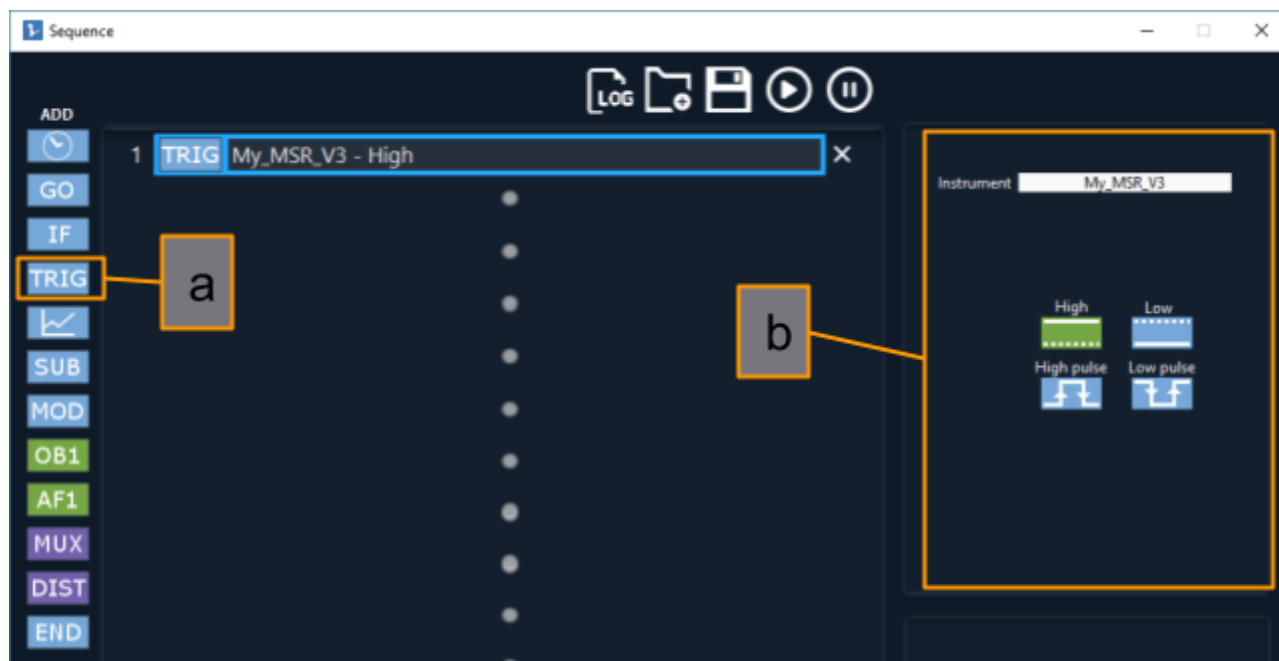 Sequence
LOG
ADD
1 TRIG My_MSR_V3 - High
GO
IF
TRIG
SUB
MOD
OB1
AF1
MUX
DIST
END
a
b
Instrument My_MSR_V3
High Low
High pulse Low pulse